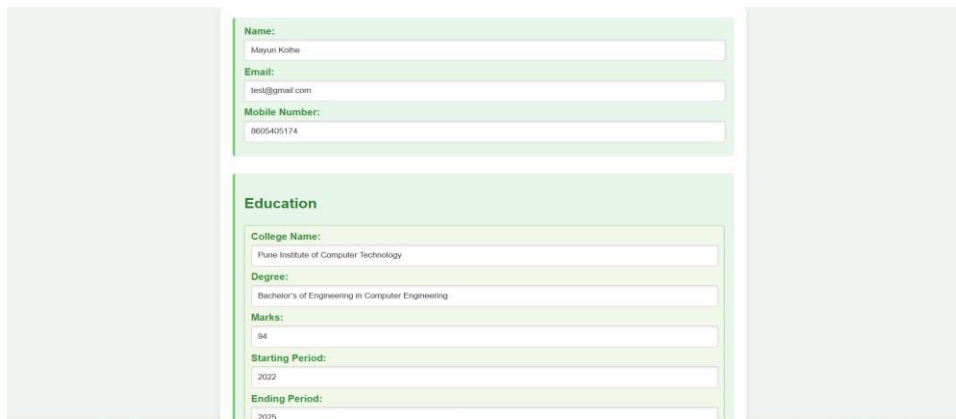 Name:
Mayuri Kolhe
Email:
test@gmail.com
Mobile Number:
8605405174
Education
College Name:
Pune Institute of Computer Technology
Degree:
Bachelor's of Engineering in Computer Engineering
Marks:
94
Starting Period:
2022
Ending Period:
2025